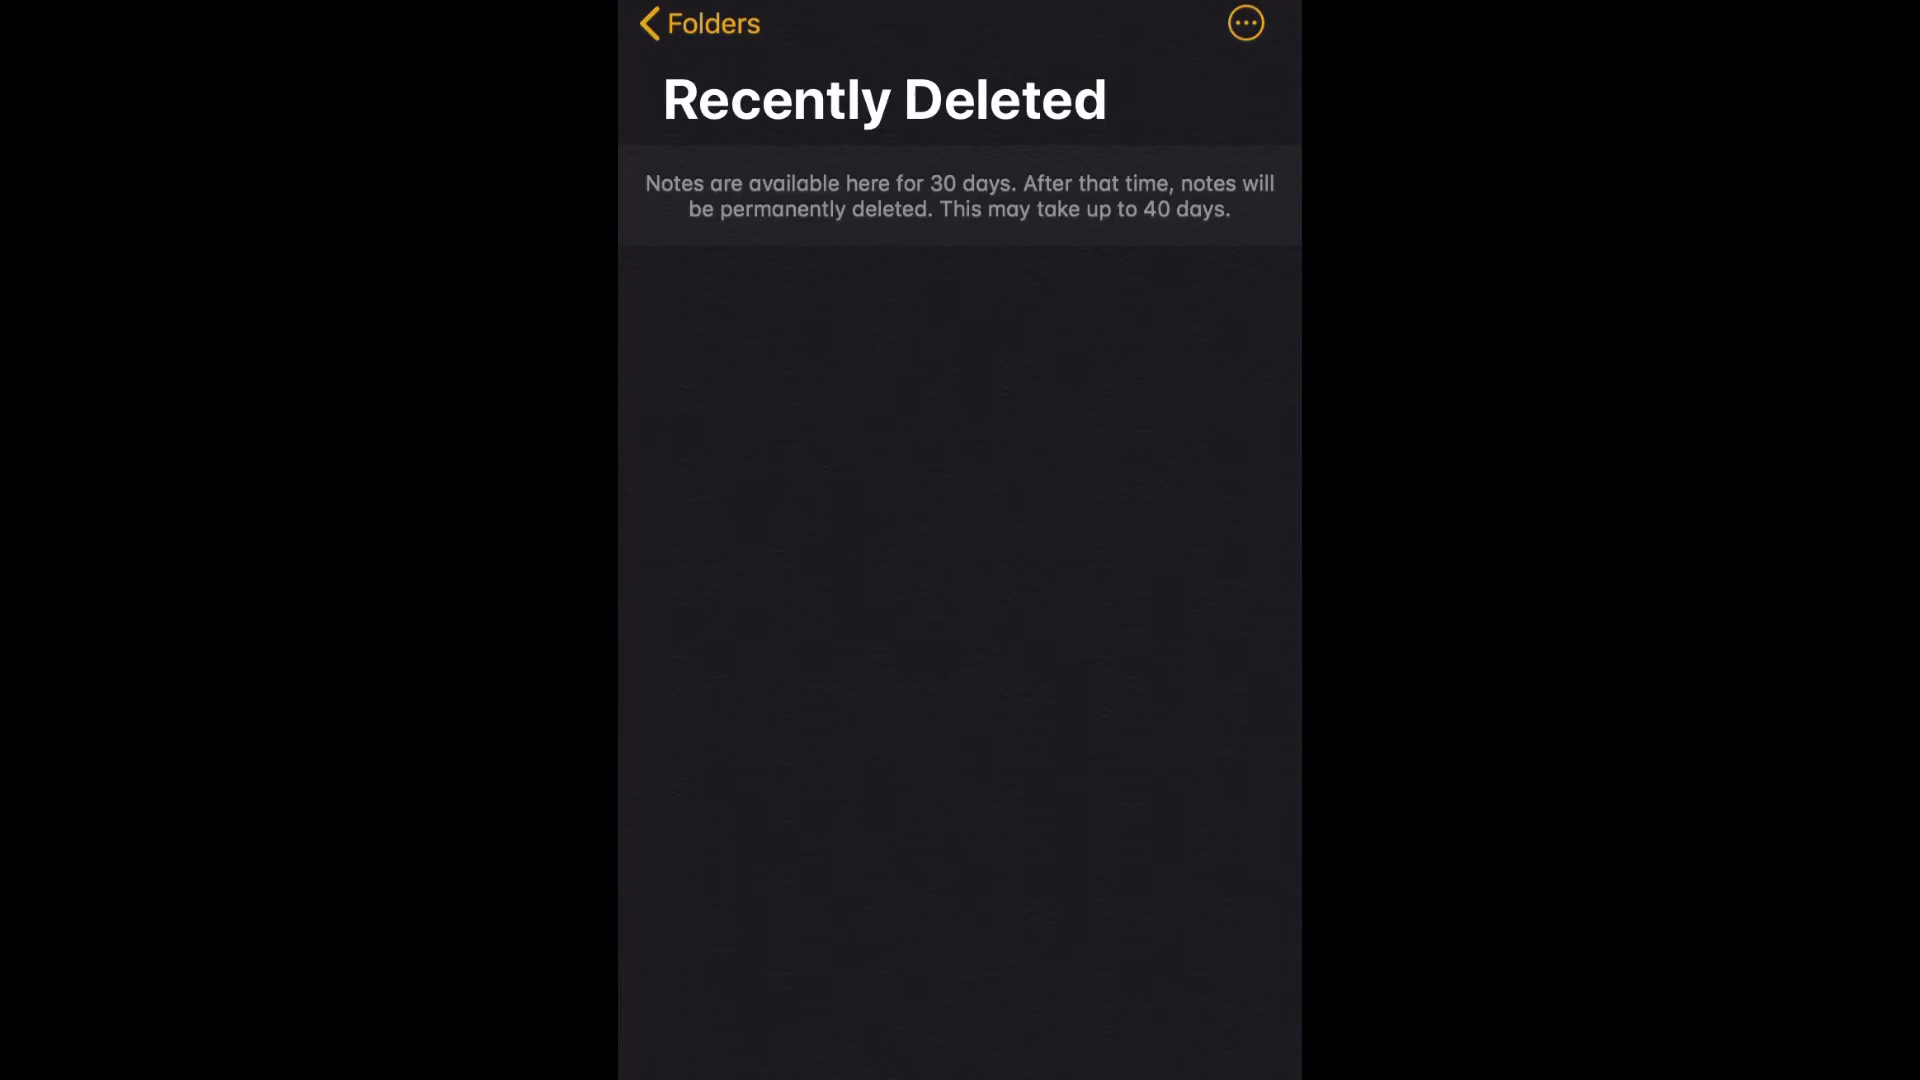 Folders
Recently Deleted
Notes are available here for 30 days. After that time, notes will
be permanently deleted. This may take up to 40 days.